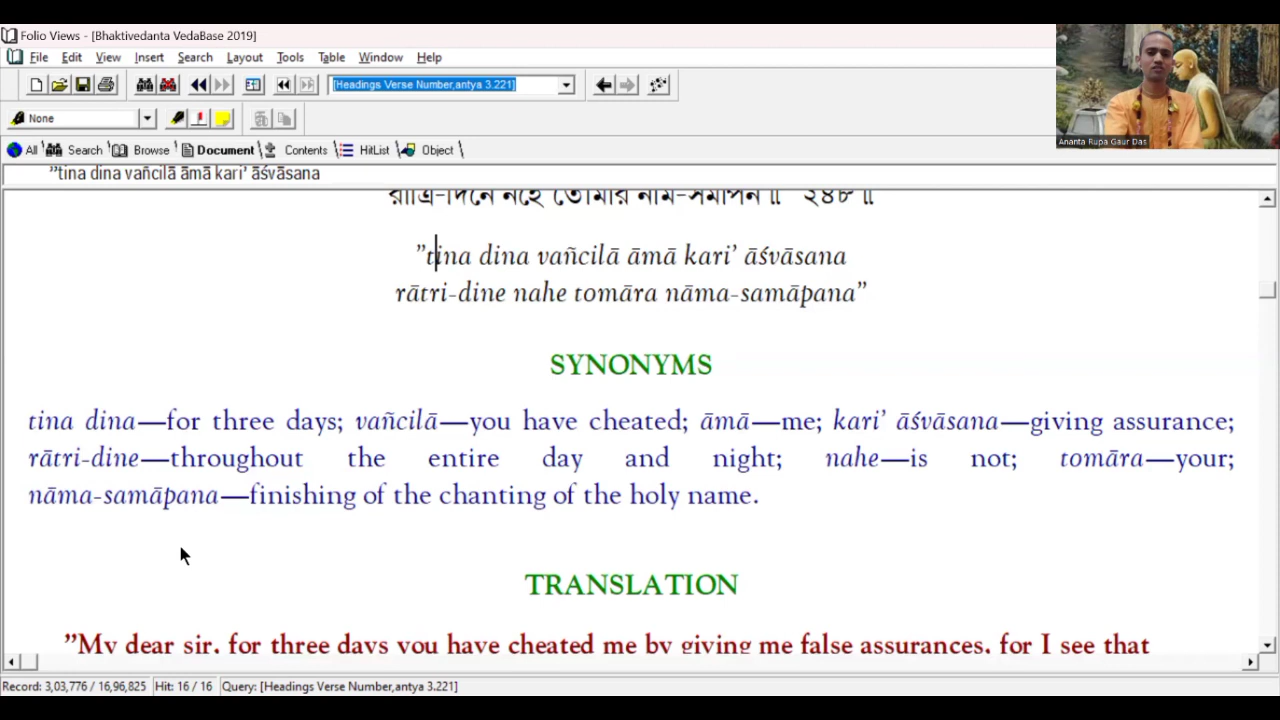 Folio Views - [Bhaktivedanta VedaBase 2019]
File Edit View Insert Search Layout Tools Table Window Help
[Headings Verse Number,antya 3.221]
None
All Search Browse Document Contents HitList Object
"tina dina vañcilā āmā kari' āśvāsana
রাত্রি-দিনে নহে তোমার নাম-সমাপন॥ ২৪৮॥
"tina dina vañcilā āmā kari' āśvāsana
rātri-dine nahe tomāra nāma-samāpana"
SYNONYMS
tina dina—for three days; vañcilā—you have cheated; āmā—me; kari' āśvāsana—giving assurance;
rātri-dine—throughout the entire day and night; nahe—is not; tomāra—your;
nāma-samāpana—finishing of the chanting of the holy name.
TRANSLATION
"My dear sir, for three days you have cheated me by giving me false assurances, for I see that
Record: 3,03,776 / 16,96,825 Hit: 16 / 16 Query: [Headings Verse Number,antya 3.221]
Ananta Rupa Gaur Das